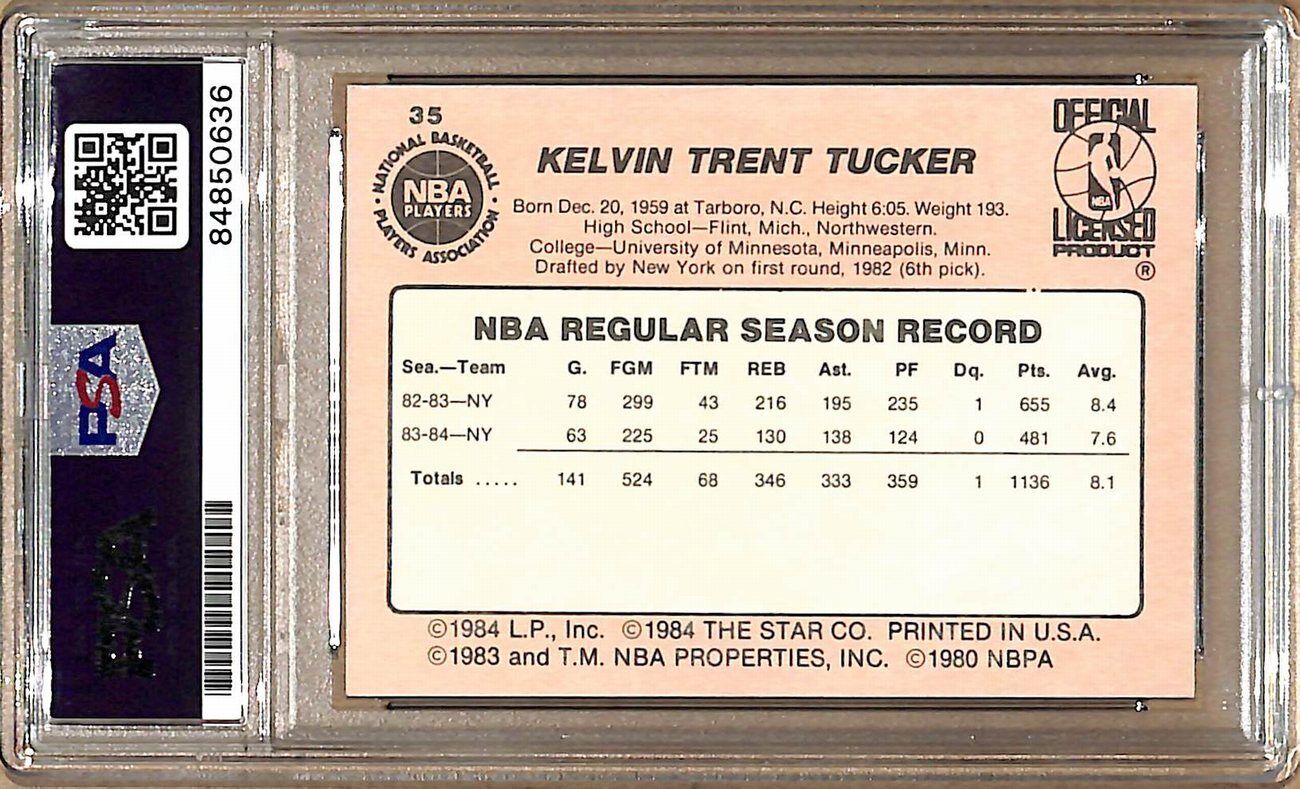 84850636
PSA
PSA
35
NATIONAL BASKETBALL
NBA
PLAYERS
PLAYERS ASSOCIATION
KELVIN TRENT TUCKER
Born Dec. 20, 1959 at Tarboro, N.C. Height 6:05. Weight 193.
High School—Flint, Mich., Northwestern.
College—University of Minnesota, Minneapolis, Minn.
Drafted by New York on first round, 1982 (6th pick).
OFFICIAL
NBA
LICENSED
PRODUCT
®
NBA REGULAR SEASON RECORD
Sea.—Team G. FGM FTM REB Ast. PF Dq. Pts. Avg.
82-83—NY 78 299 43 216 195 235 1 655 8.4
83-84—NY 63 225 25 130 138 124 0 481 7.6
Totals ..... 141 524 68 346 333 359 1 1136 8.1
©1984 L.P., Inc. ©1984 THE STAR CO. PRINTED IN U.S.A.
©1983 and T.M. NBA PROPERTIES, INC. ©1980 NBPA